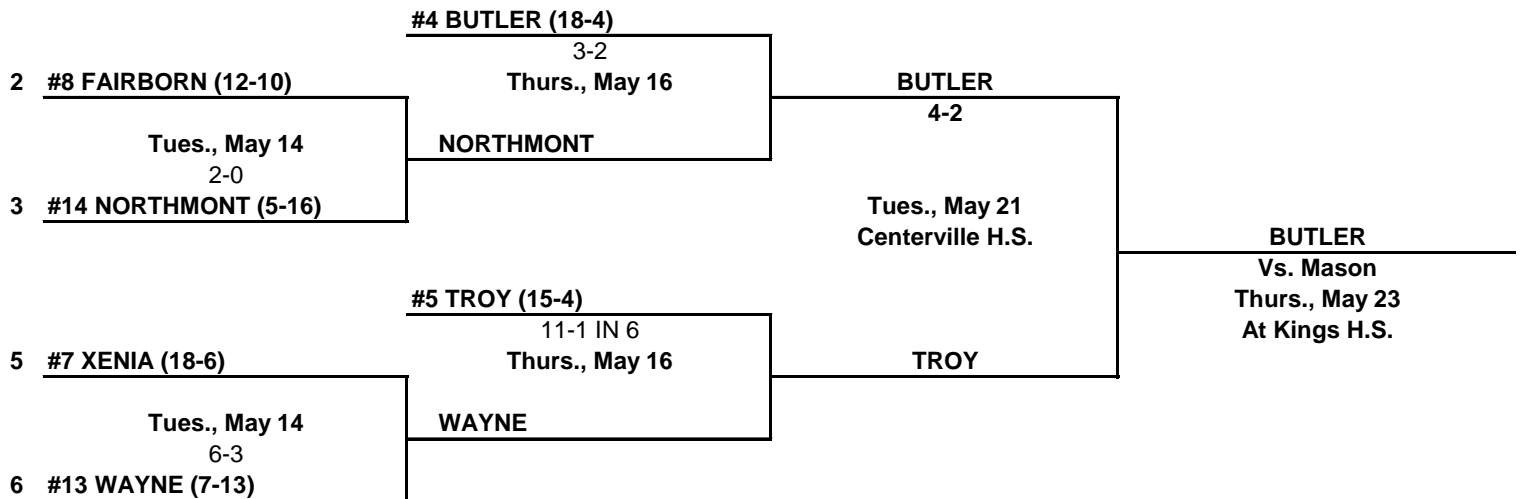 #4 BUTLER (18-4)
3-2
2 #8 FAIRBORN (12-10)
Thurs., May 16
BUTLER
4-2
Tues., May 14
NORTHMONT
2-0
3 #14 NORTHMONT (5-16)
Tues., May 21
Centerville H.S.
BUTLER
Vs. Mason
#5 TROY (15-4)
Thurs., May 23
11-1 IN 6
At Kings H.S.
5 #7 XENIA (18-6)
Thurs., May 16
TROY
Tues., May 14
WAYNE
6-3
6 #13 WAYNE (7-13)